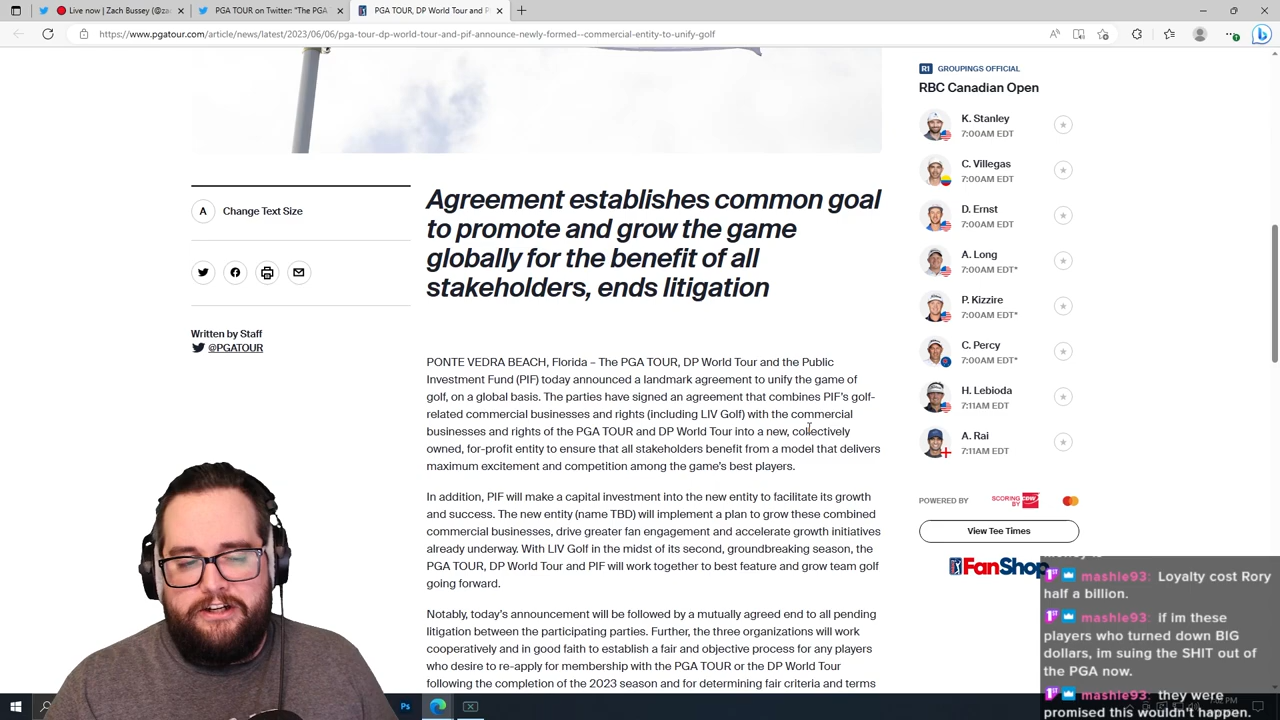 Live now | Zach Bussey (@za
PGA TOUR on Twitter: "The PGA
PGA TOUR, DP World Tour and P
https://www.pgatour.com/article/news/latest/2023/06/06/pga-tour-dp-world-tour-and-pif-announce-newly-formed--commercial-entity-to-unify-golf
R1 GROUPINGS OFFICIAL
RBC Canadian Open
K. Stanley
7:00AM EDT
C. Villegas
7:00AM EDT
D. Ernst
7:00AM EDT
A. Long
7:00AM EDT*
P. Kizzire
7:00AM EDT*
C. Percy
7:00AM EDT*
H. Lebioda
7:11AM EDT
A. Rai
7:11AM EDT
POWERED BY
SCORING BY CDW
View Tee Times
FanShop
A Change Text Size
Written by Staff
@PGATOUR
Agreement establishes common goal
to promote and grow the game
globally for the benefit of all
stakeholders, ends litigation
PONTE VEDRA BEACH, Florida – The PGA TOUR, DP World Tour and the Public
Investment Fund (PIF) today announced a landmark agreement to unify the game of
golf, on a global basis. The parties have signed an agreement that combines PIF's golf-
related commercial businesses and rights (including LIV Golf) with the commercial
businesses and rights of the PGA TOUR and DP World Tour into a new, collectively
owned, for-profit entity to ensure that all stakeholders benefit from a model that delivers
maximum excitement and competition among the game's best players.
In addition, PIF will make a capital investment into the new entity to facilitate its growth
and success. The new entity (name TBD) will implement a plan to grow these combined
commercial businesses, drive greater fan engagement and accelerate growth initiatives
already underway. With LIV Golf in the midst of its second, groundbreaking season, the
PGA TOUR, DP World Tour and PIF will work together to best feature and grow team golf
going forward.
Notably, today's announcement will be followed by a mutually agreed end to all pending
litigation between the participating parties. Further, the three organizations will work
cooperatively and in good faith to establish a fair and objective process for any players
who desire to re-apply for membership with the PGA TOUR or the DP World Tour
following the completion of the 2023 season and for determining fair criteria and terms
money is
mashle93: Loyalty cost Rory
half a billion.
mashle93: if Im these
players who turned down BIG
dollars, im suing the SHIT out of
the PGA now.
mashle93: they were
promised this wouldn't happen.